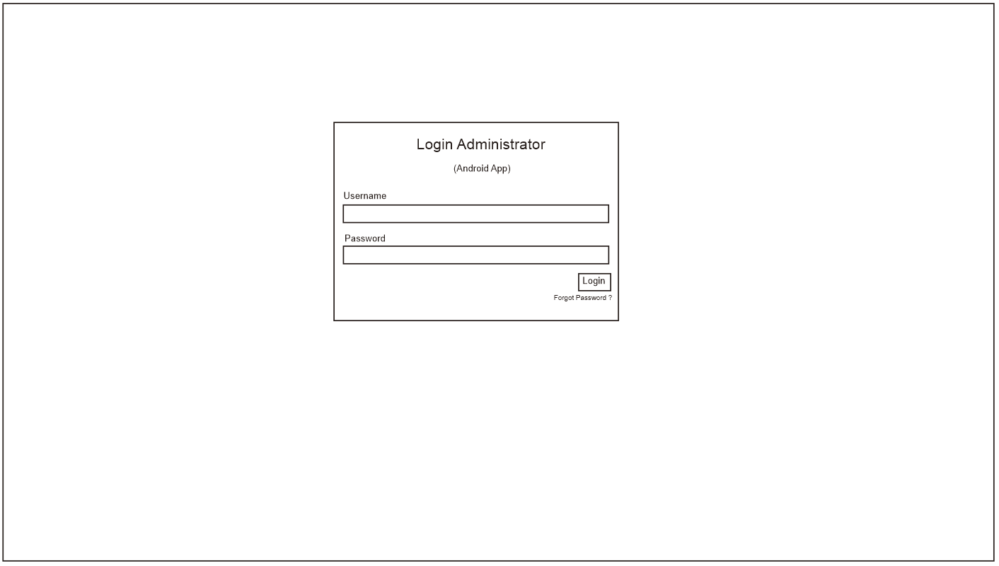 Login Administrator
(Android App)
Username
Password
Login
Forgot Password ?